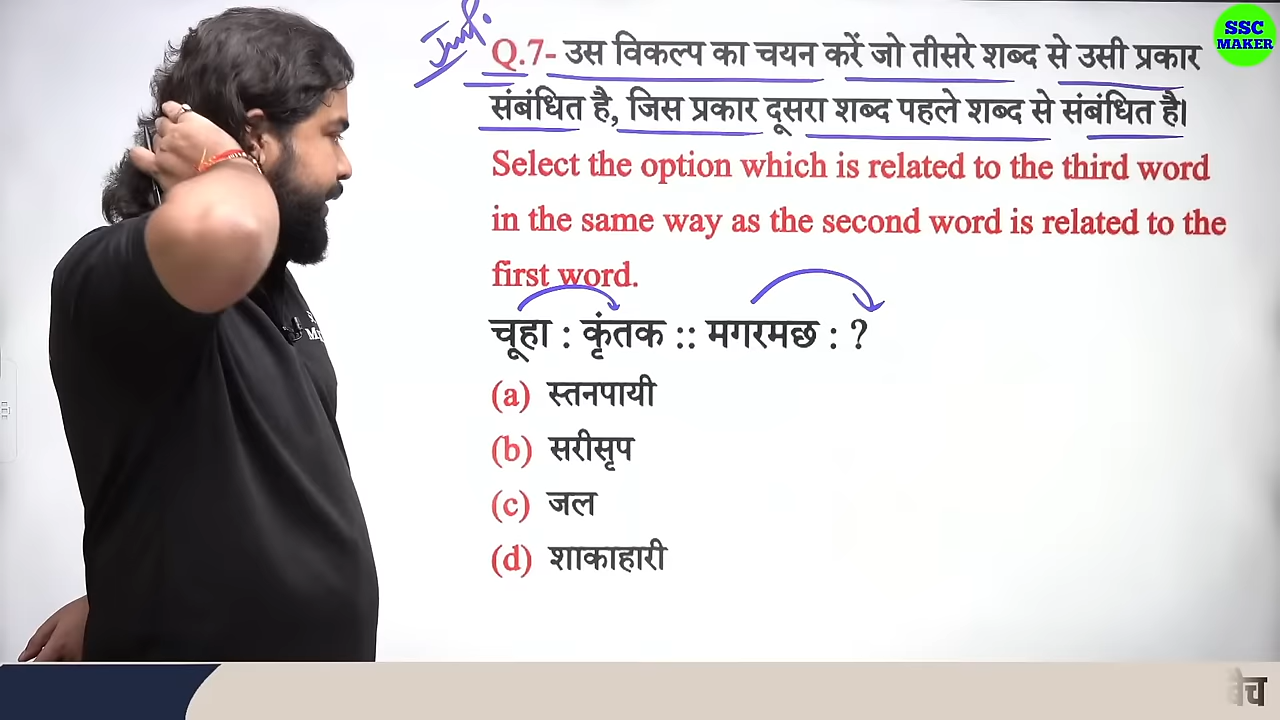 Imp.
SSC
MAKER
Q.7- उस विकल्प का चयन करें जो तीसरे शब्द से उसी प्रकार
संबंधित है, जिस प्रकार दूसरा शब्द पहले शब्द से संबंधित है।
Select the option which is related to the third word
in the same way as the second word is related to the
first word.
चूहा : कृंतक :: मगरमछ : ?
(a) स्तनपायी
(b) सरीसृप
(c) जल
(d) शाकाहारी
बैच